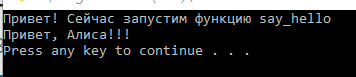 Привет! Сейчас запустим функцию say_hello
Привет, Алиса!!!
Press any key to continue . . .